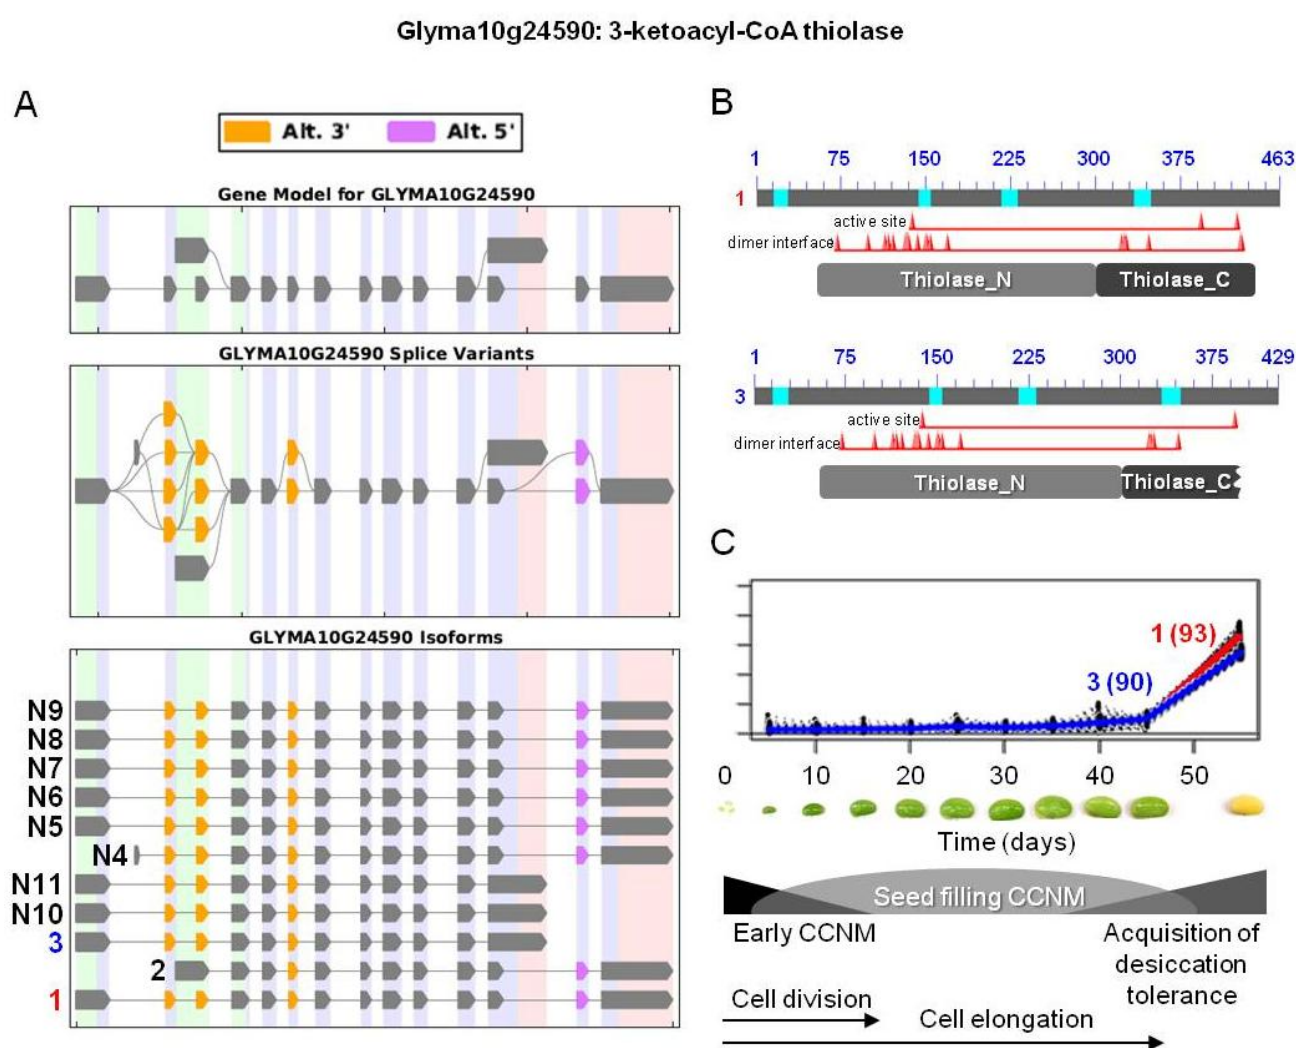 Glyma10g24590: 3-ketoacyl-CoA thiolase
A
Alt. 3'
Alt. 5'
Gene Model for GLYMA10G24590
GLYMA10G24590 Splice Variants
GLYMA10G24590 Isoforms
N9
N8
N7
N6
N5
N4
N11
N10
3
2
1
B
1 75 150 225 300 375 463
1
active site
dimer interface
Thiolase_N
Thiolase_C
1 75 150 225 300 375 429
3
active site
dimer interface
Thiolase_N
Thiolase_C
C
1 (93)
3 (90)
0 10 20 30 40 50
Time (days)
Seed filling CCNM
Early CCNM
Acquisition of
desiccation
tolerance
Cell division
Cell elongation